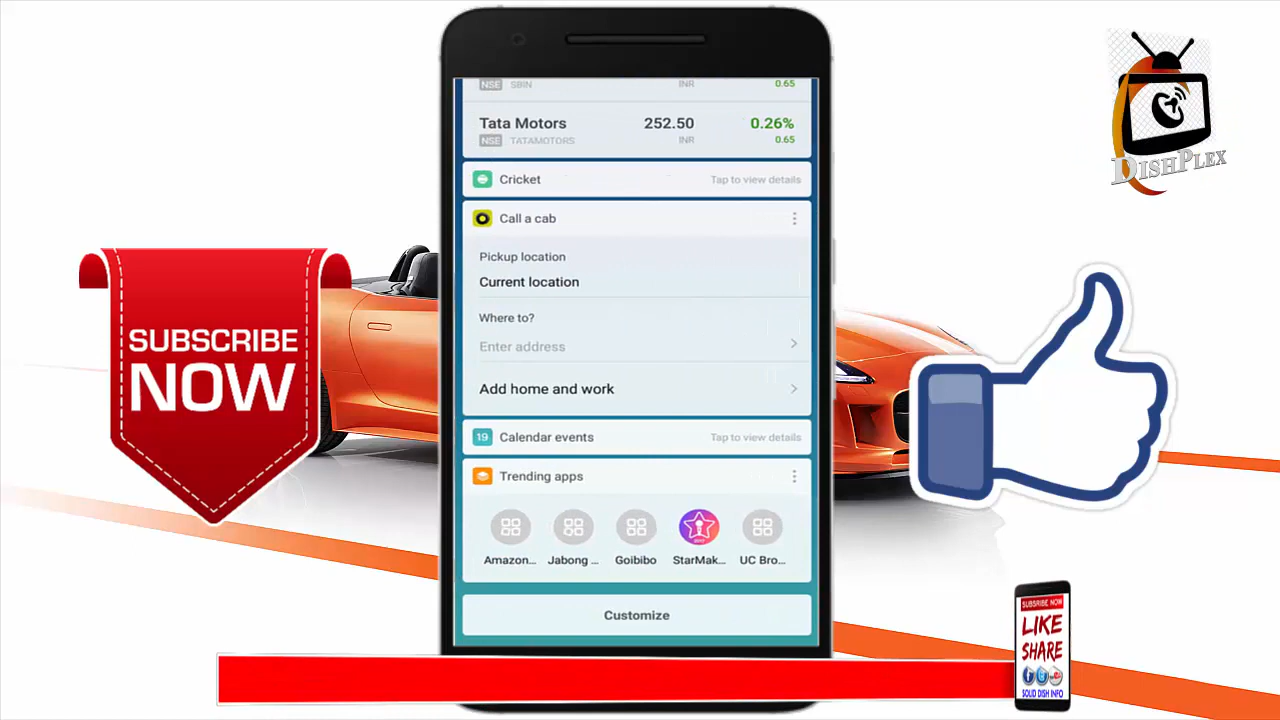 NSE SBIN INR 0.65
Tata Motors 252.50 0.26%
NSE TATAMOTORS INR 0.65
Cricket Tap to view details
Call a cab
Pickup location
Current location
Where to?
Enter address
Add home and work
19 Calendar events Tap to view details
Trending apps
Amazon... Jabong ... Goibibo StarMak... UC Bro...
Customize
SUBSCRIBE
NOW
DISHPLEX
SUBSRIBE NOW
LIKE
SHARE
SOLID DISH INFO